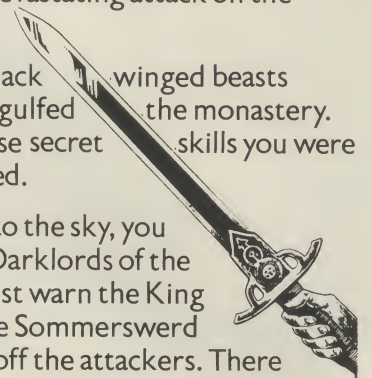 evastating attack on the
ack winged beasts
gulfed the monastery.
se secret skills you were
ed.
to the sky, you
Darklords of the
st warn the King
e Sommerswerd
off the attackers. There